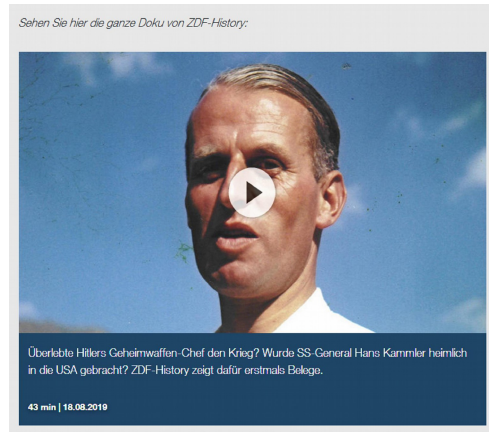 Sehen Sie hier die ganze Doku von ZDF-History:
Überlebte Hitlers Geheimwaffen-Chef den Krieg? Wurde SS-General Hans Kammler heimlich
in die USA gebracht? ZDF-History zeigt dafür erstmals Belege.
43 min | 18.08.2019